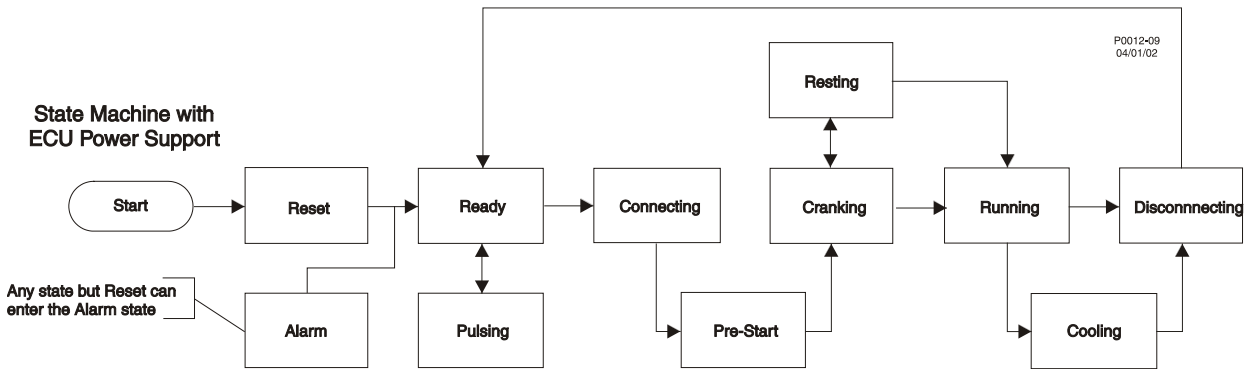 P0012-09
04/01/02
State Machine with
ECU Power Support
Resting
Start
Reset
Ready
Connecting
Cranking
Running
Disconnnecting
Any state but Reset can
enter the Alarm state
Alarm
Pulsing
Pre-Start
Cooling